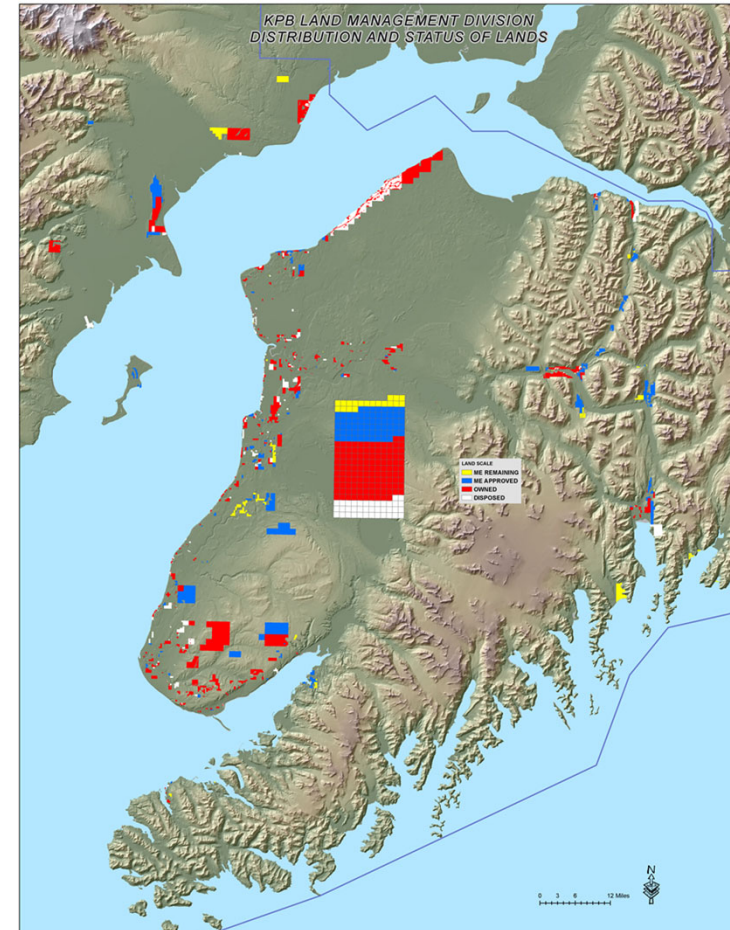 KPB LAND MANAGEMENT DIVISION
DISTRIBUTION AND STATUS OF LANDS
LAND SCALE
ME REMAINING
ME APPROVED
OWNED
DISPOSED
N
0 3 6 12 Miles